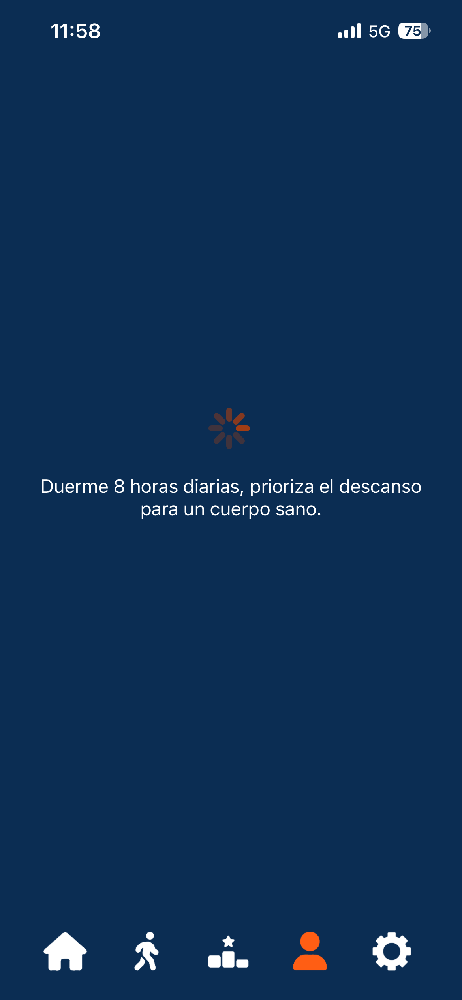 11:58
5G
75
Duerme 8 horas diarias, prioriza el descanso
para un cuerpo sano.